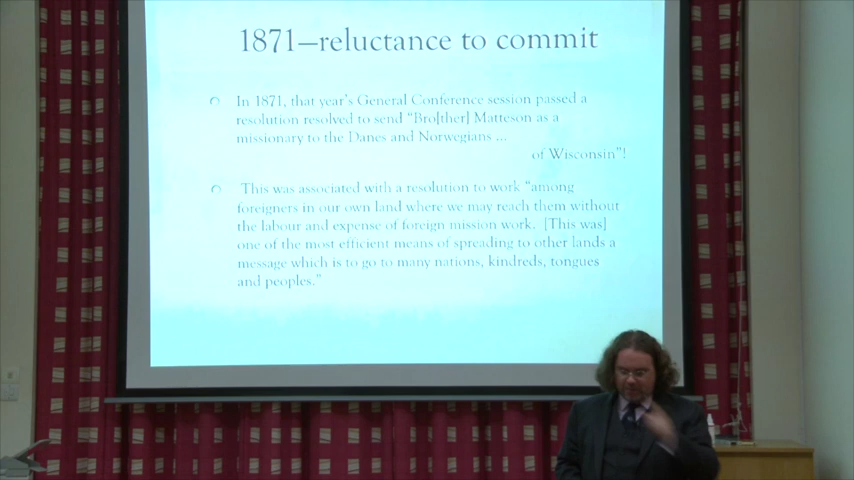 1871—reluctance to commit
In 1871, that year's General Conference session passed a
resolution resolved to send "Bro[ther] Matteson as a
missionary to the Danes and Norwegians ...
of Wisconsin"!
This was associated with a resolution to work "among
foreigners in our own land where we may reach them without
the labour and expense of foreign mission work. [This was]
one of the most efficient means of spreading to other lands a
message which is to go to many nations, kindreds, tongues
and peoples."